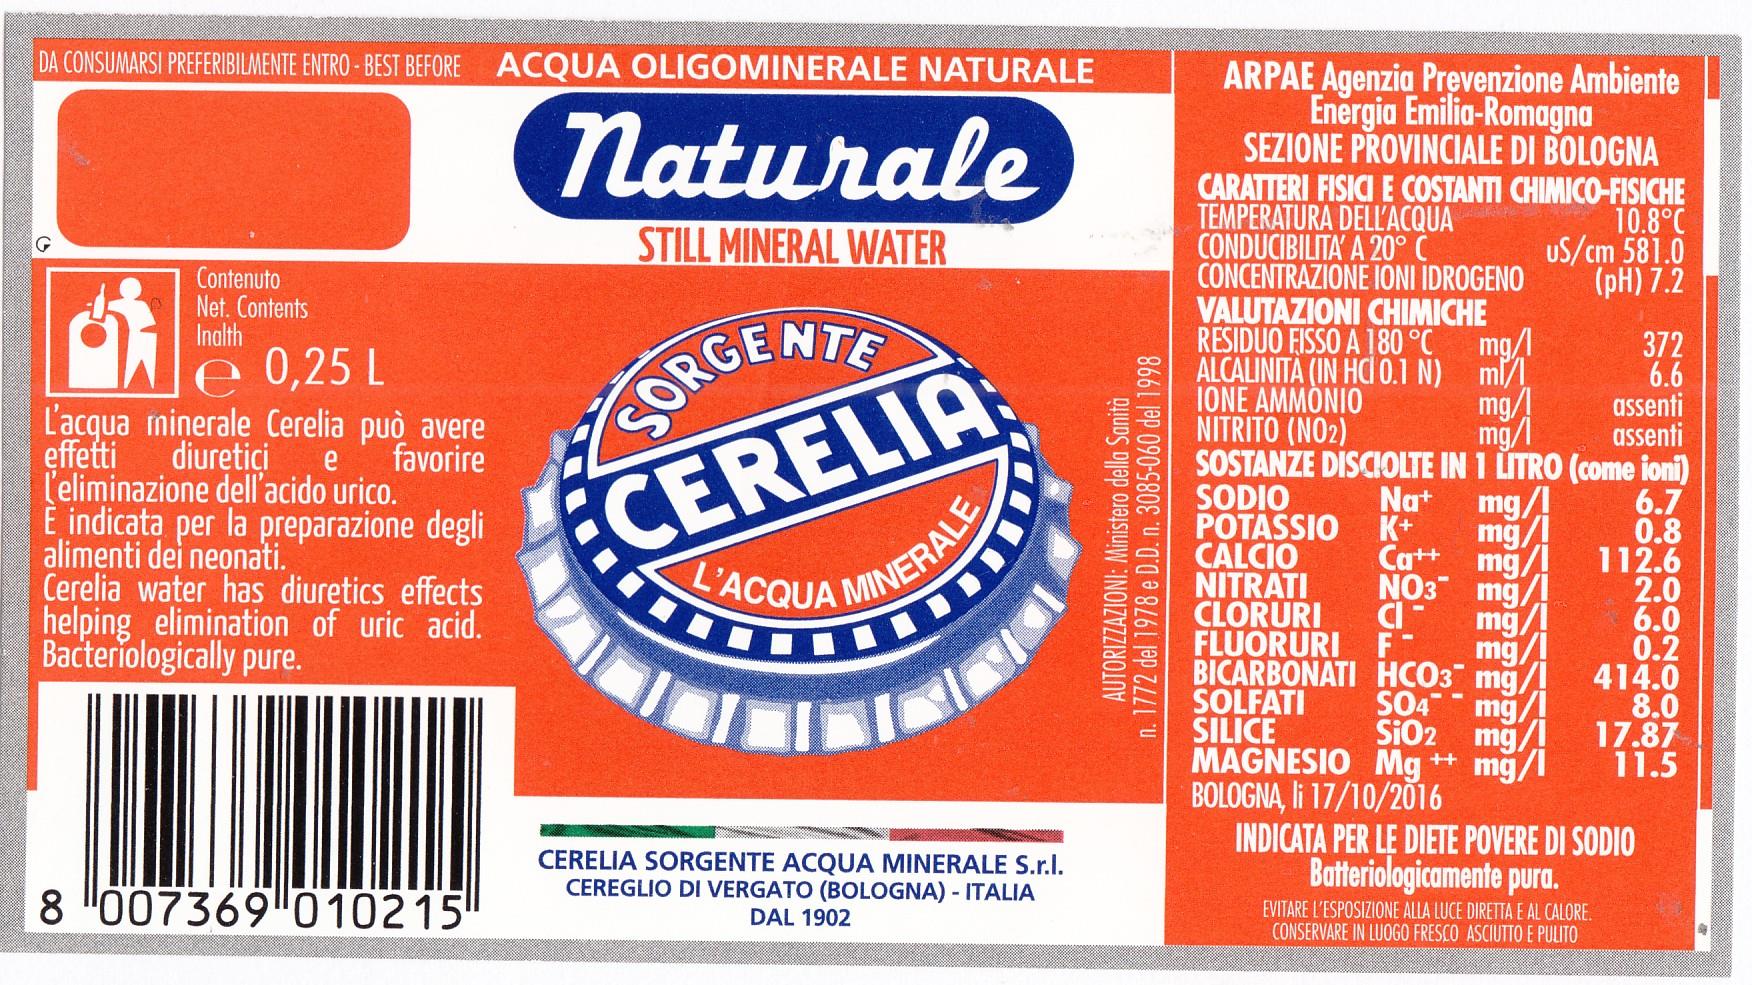 DA CONSUMARSI PREFERIBILMENTE ENTRO - BEST BEFORE
ACQUA OLIGOMINERALE NATURALE
Naturale
STILL MINERAL WATER
Contenuto
Net. Contents
Inalth
e 0,25 L
L'acqua minerale Cerelia può avere
effetti diuretici e favorire
l'eliminazione dell'acido urico.
È indicata per la preparazione degli
alimenti dei neonati.
Cerelia water has diuretics effects
helping elimination of uric acid.
Bacteriologically pure.
8 007369 010215
SORGENTE
CERELIA
L'ACQUA MINERALE
CERELIA SORGENTE ACQUA MINERALE S.r.l.
CEREGLIO DI VERGATO (BOLOGNA) - ITALIA
DAL 1902
AUTORIZZAZIONI: Ministero della Sanità
n. 1772 del 1978 e D.D. n. 3085-060 del 1998
ARPAE Agenzia Prevenzione Ambiente
Energia Emilia-Romagna
SEZIONE PROVINCIALE DI BOLOGNA
CARATTERI FISICI E COSTANTI CHIMICO-FISICHE
TEMPERATURA DELL'ACQUA 10.8°C
CONDUCIBILITA' A 20° C uS/cm 581.0
CONCENTRAZIONE IONI IDROGENO (pH) 7.2
VALUTAZIONI CHIMICHE
RESIDUO FISSO A 180 °C mg/l 372
ALCALINITÀ (IN HCl 0.1 N) ml/l 6.6
IONE AMMONIO mg/l assenti
NITRITO (NO2) mg/l assenti
SOSTANZE DISCIOLTE IN 1 LITRO (come ioni)
SODIO Na+ mg/l 6.7
POTASSIO K+ mg/l 0.8
CALCIO Ca++ mg/l 112.6
NITRATI NO3- mg/l 2.0
CLORURI Cl- mg/l 6.0
FLUORURI F- mg/l 0.2
BICARBONATI HCO3- mg/l 414.0
SOLFATI SO4-- mg/l 8.0
SILICE SiO2 mg/l 17.87
MAGNESIO Mg++ mg/l 11.5
BOLOGNA, li 17/10/2016
INDICATA PER LE DIETE POVERE DI SODIO
Batteriologicamente pura.
EVITARE L'ESPOSIZIONE ALLA LUCE DIRETTA E AL CALORE.
CONSERVARE IN LUOGO FRESCO ASCIUTTO E PULITO